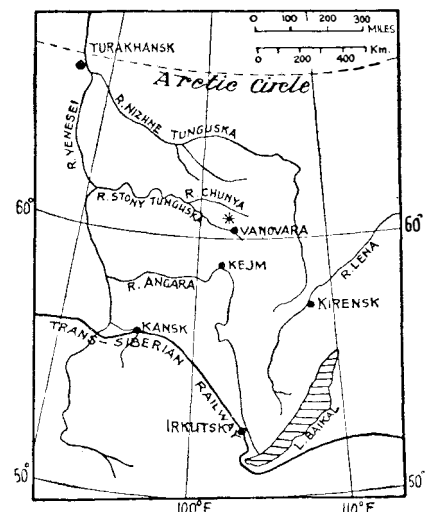 0 100 200 300
MILES
0 200 400 Km.
TURAKHANSK
Arctic Circle
R. YENESEI
R. NIZHNE TUNGUSKA
R. CHUNYA
R. STONY TUNGUSKA
VANOVARA
60°
60°
KEJM
R. LENA
R. ANGARA
KIRENSK
KANSK
TRANS-SIBERIAN RAILWAY
IRKUTSK
L. BAIKAL
50°
50°
100°E
110°E